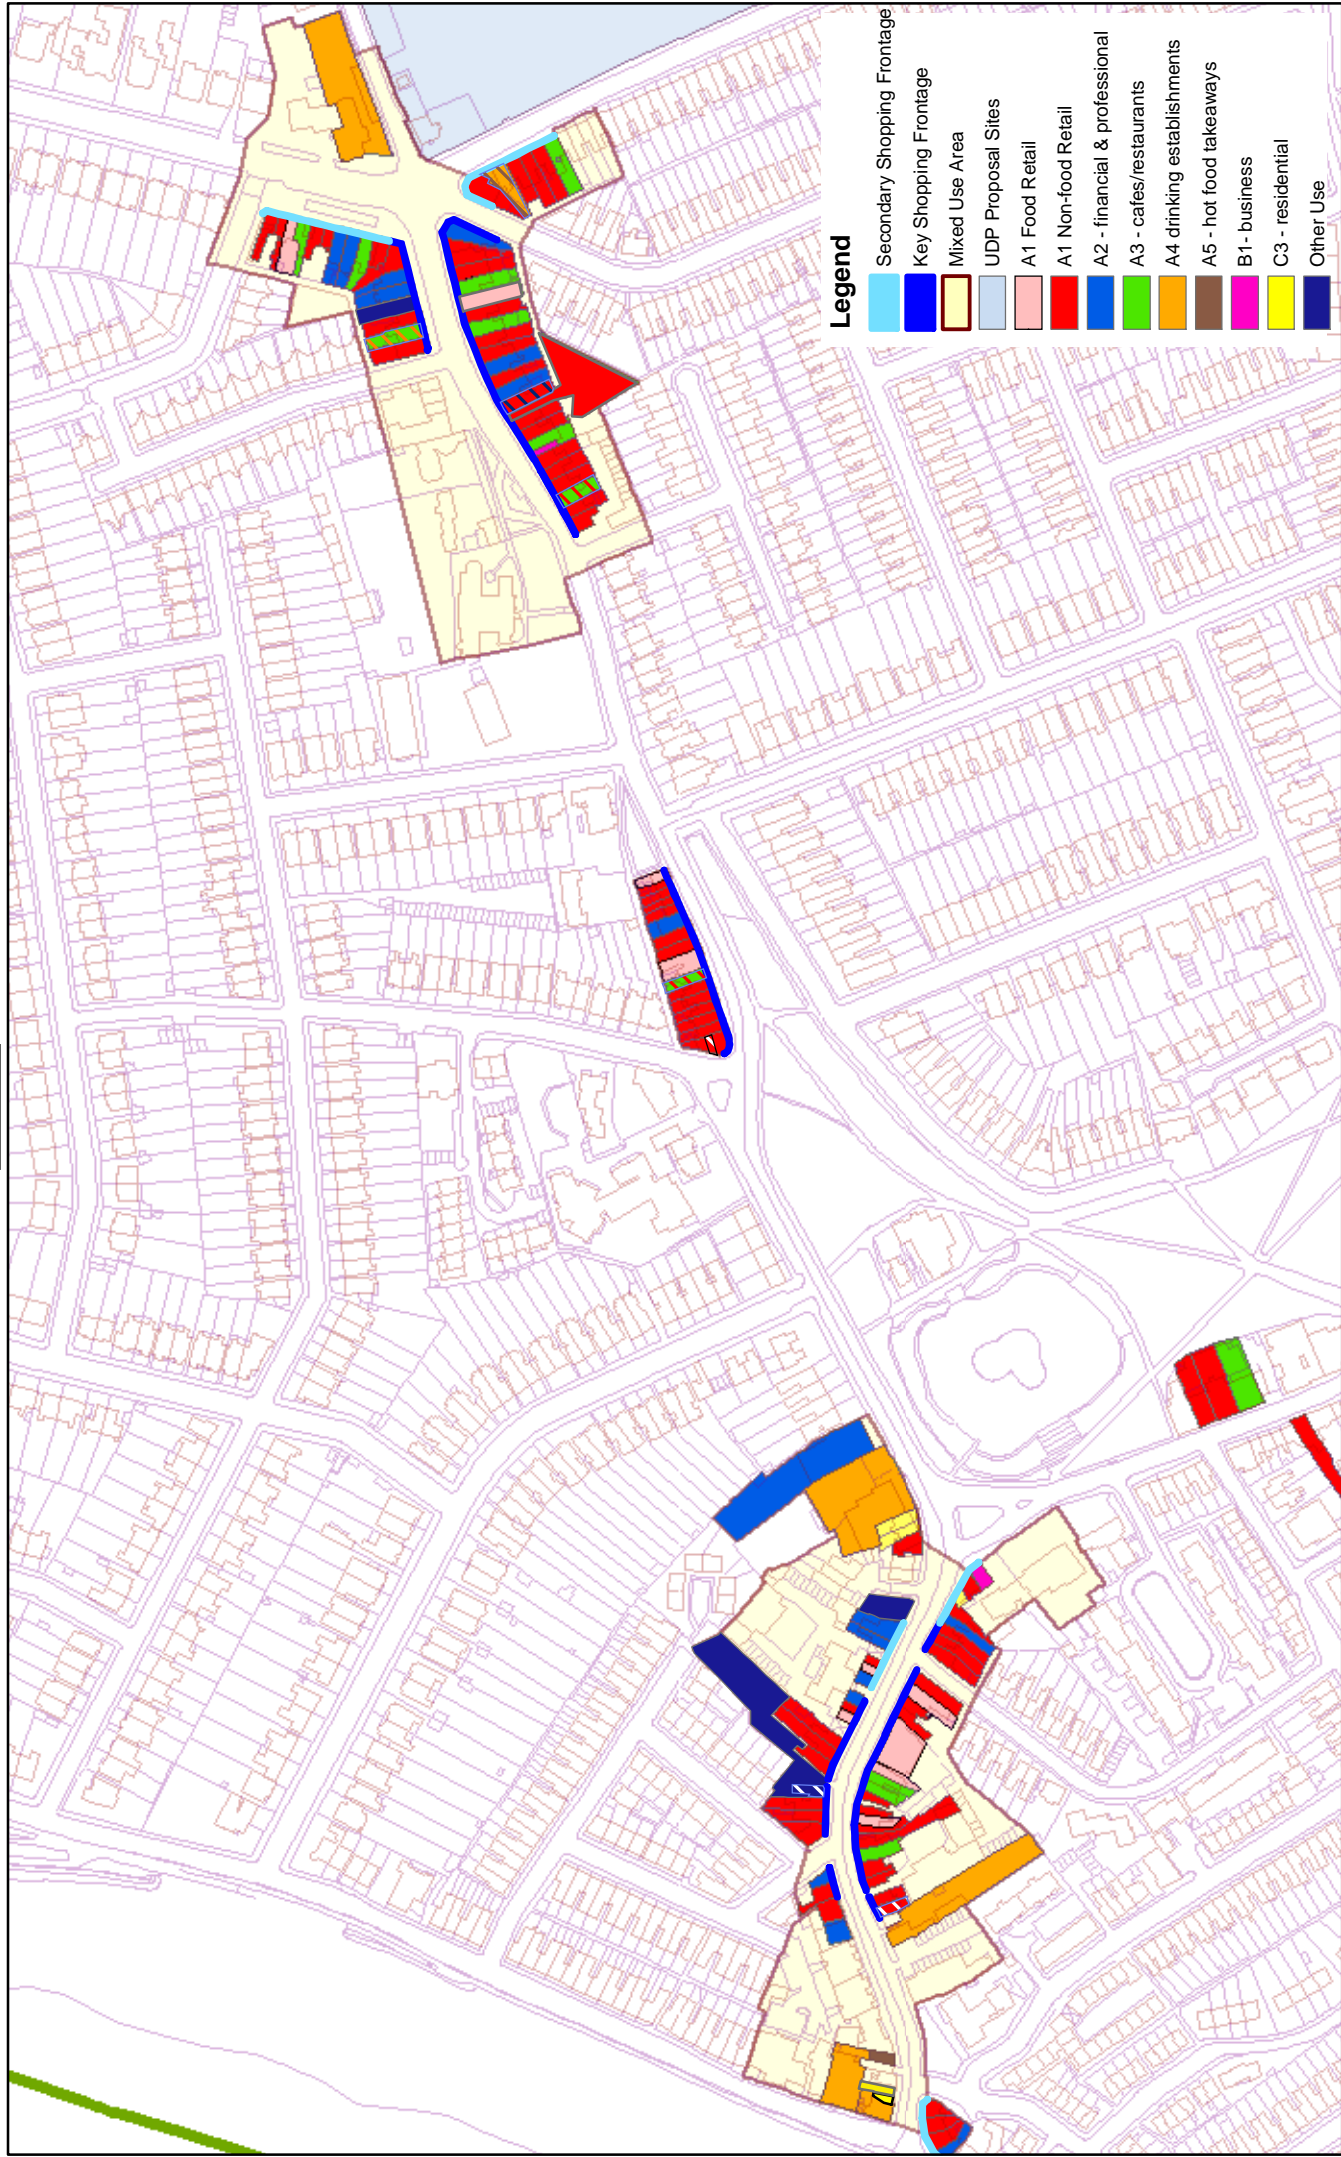 Legend
Secondary Shopping Frontage
Key Shopping Frontage
Mixed Use Area
UDP Proposal Sites
A1 Food Retail
A1 Non-food Retail
A2 - financial & professional
A3 - cafes/restaurants
A4 drinking establishments
A5 - hot food takeaways
B1- business
C3 - residential
Other Use